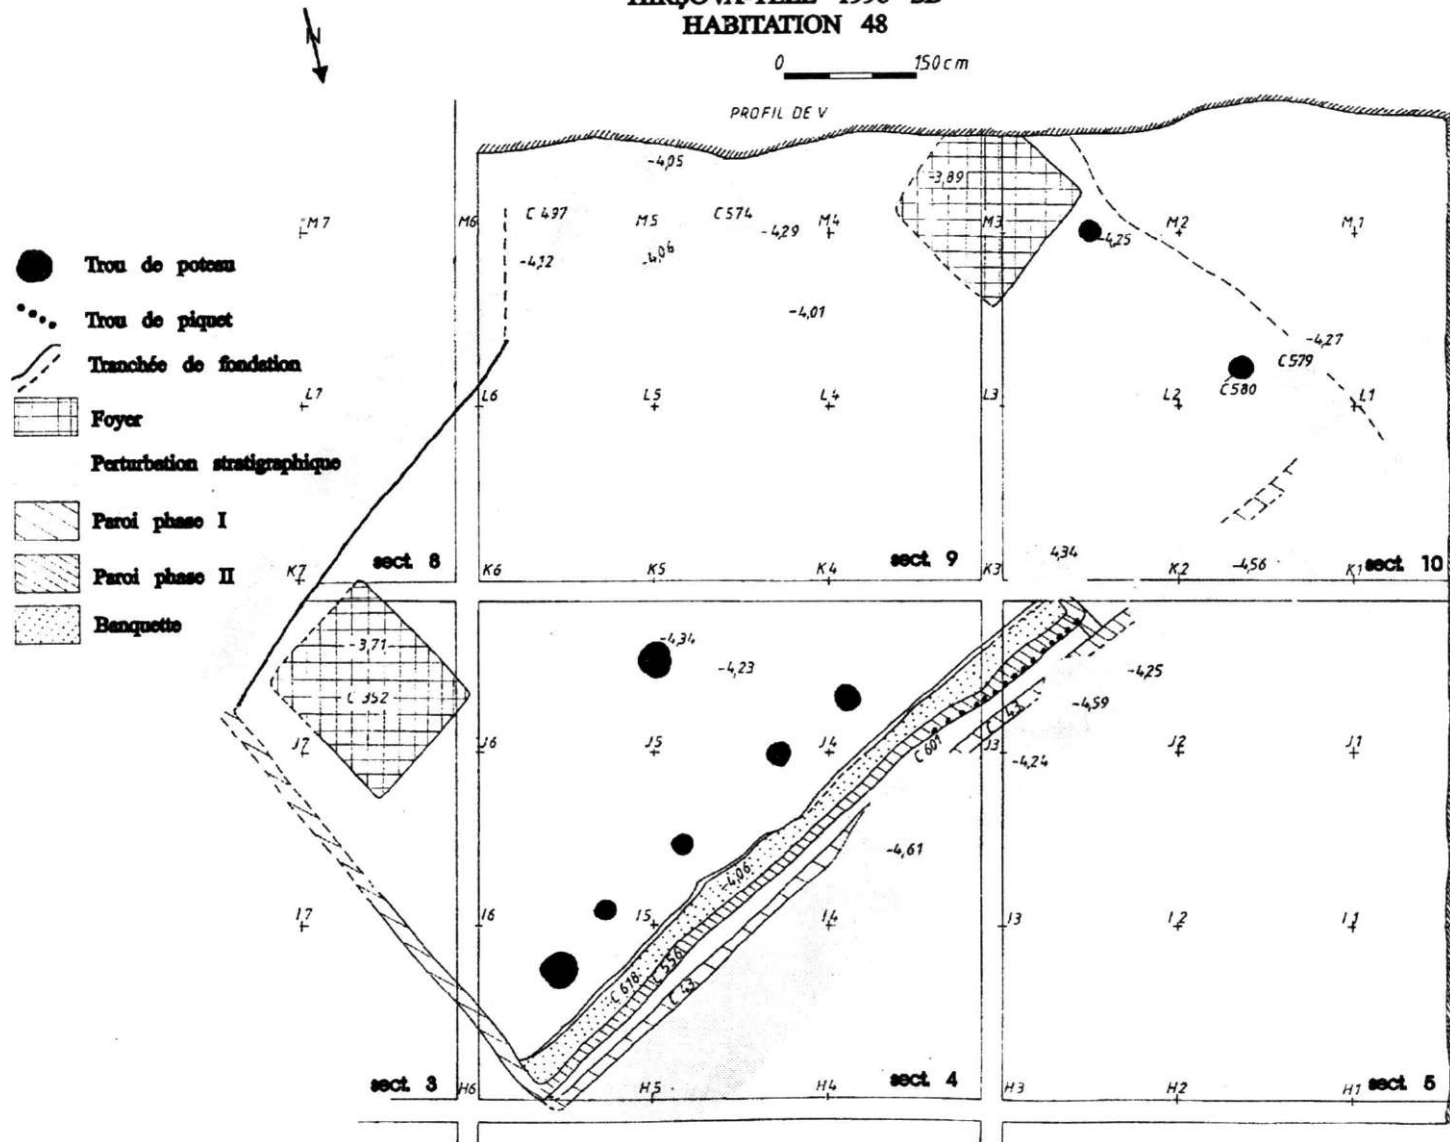 HABITATION 48
N
0 150cm
PROFIL DE V
-4,05
-3,89
M7 M6 C 497 M5 C 574 M4 M3 M2 M1
-4,29 -4,25
-4,12 -4,06
Trou de poteau
-4,01
Trou de piquet
-4,27
Tranchée de fondation
C579
C580
L7 L6 L5 L4 L3 L2 L1
Foyer
Perturbation stratigraphique
Paroi phase I
sect. 8 sect. 9 4,34
K7 K6 K5 K4 K3 -4,56 K2 K1 sect. 10
Paroi phase II
Banquette
-3,71 -4,34
-4,23 -4,25
C 352 -4,59
C 43
J7 J6 J5 J4 C 601 J3 J2 J1
-4,24
-4,61
-4,06
I7 I6 I5 I4 I3 I2 I1
C 618 C 556
C 43
sect. 3 H6 H5 H4 sect. 4 H3 H2 H1 sect. 5